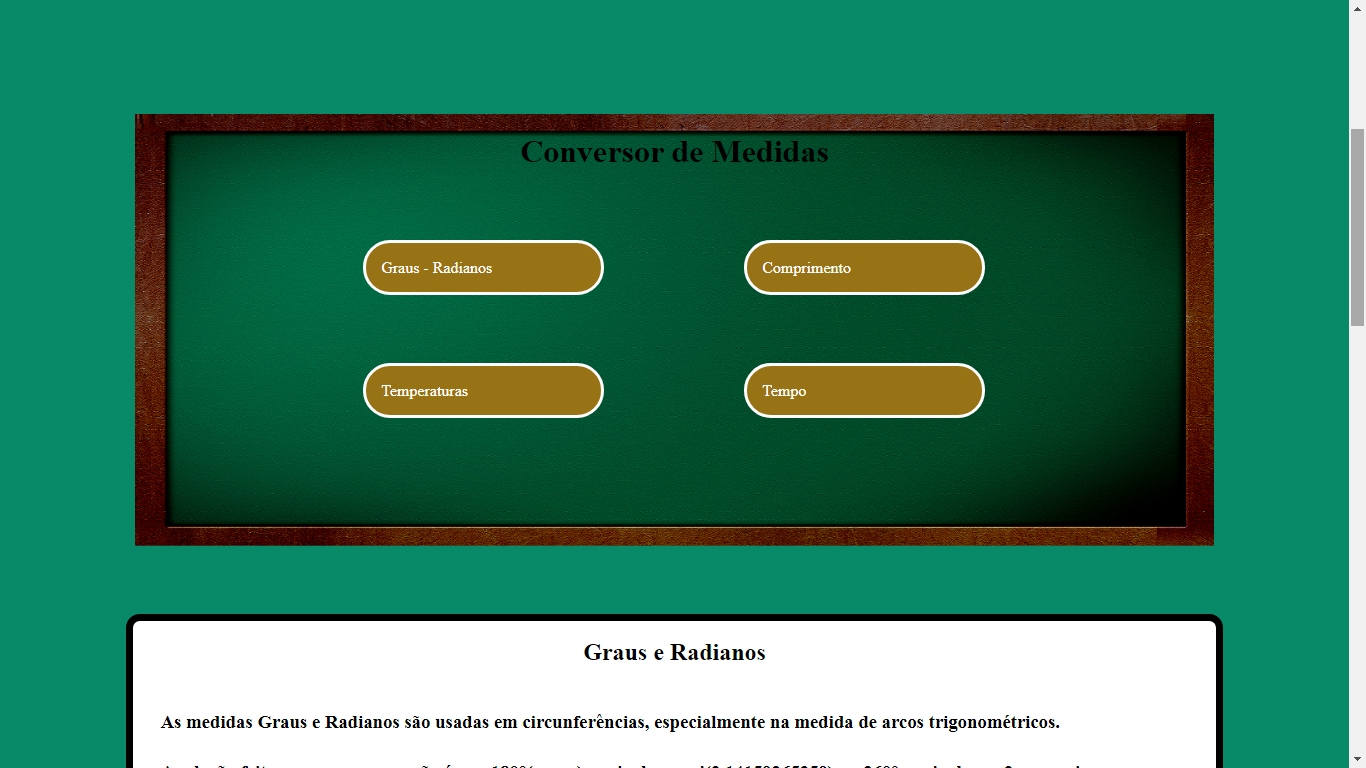 Conversor de Medidas
Graus - Radianos
Comprimento
Temperaturas
Tempo
Graus e Radianos
As medidas Graus e Radianos são usadas em circunferências, especialmente na medida de arcos trigonométricos.